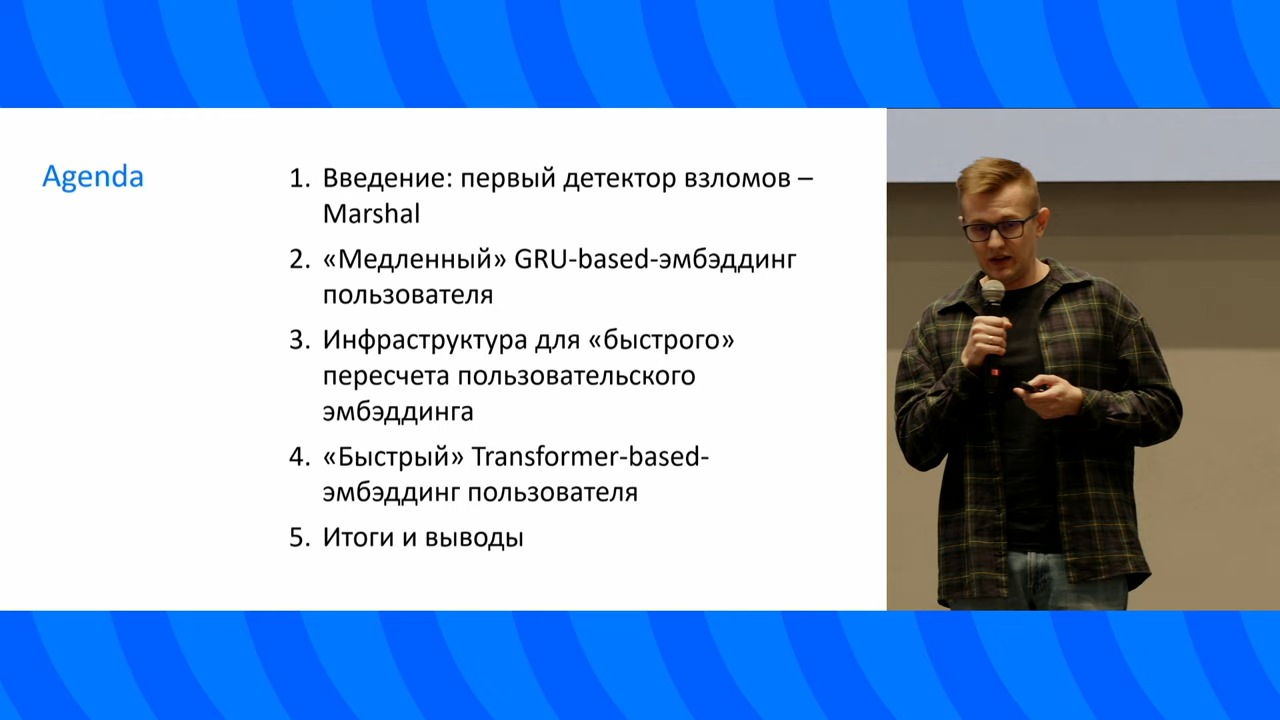 Agenda
1. Введение: первый детектор взломов –
Marshal
2. «Медленный» GRU-based-эмбэддинг
пользователя
3. Инфраструктура для «быстрого»
пересчета пользовательского
эмбэддинга
4. «Быстрый» Transformer-based-
эмбэддинг пользователя
5. Итоги и выводы